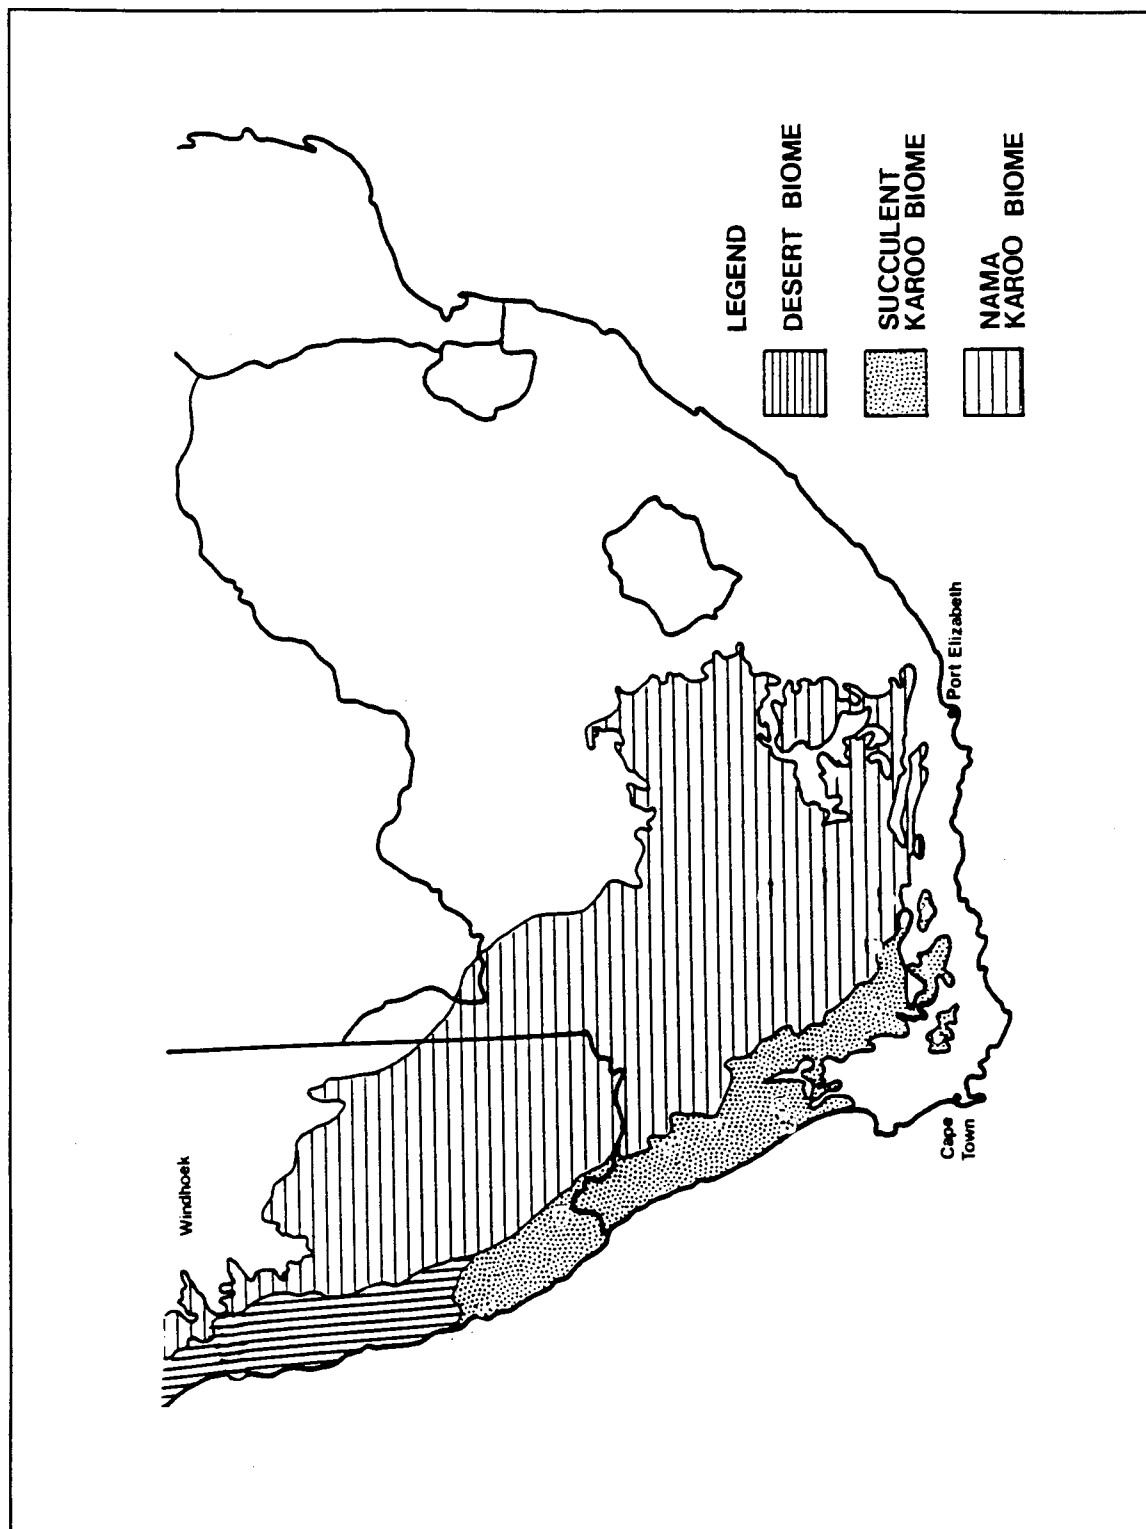 Windhoek
Cape
Town
Port Elizabeth
LEGEND
DESERT BIOME
SUCCULENT
KAROO BIOME
NAMA
KAROO BIOME